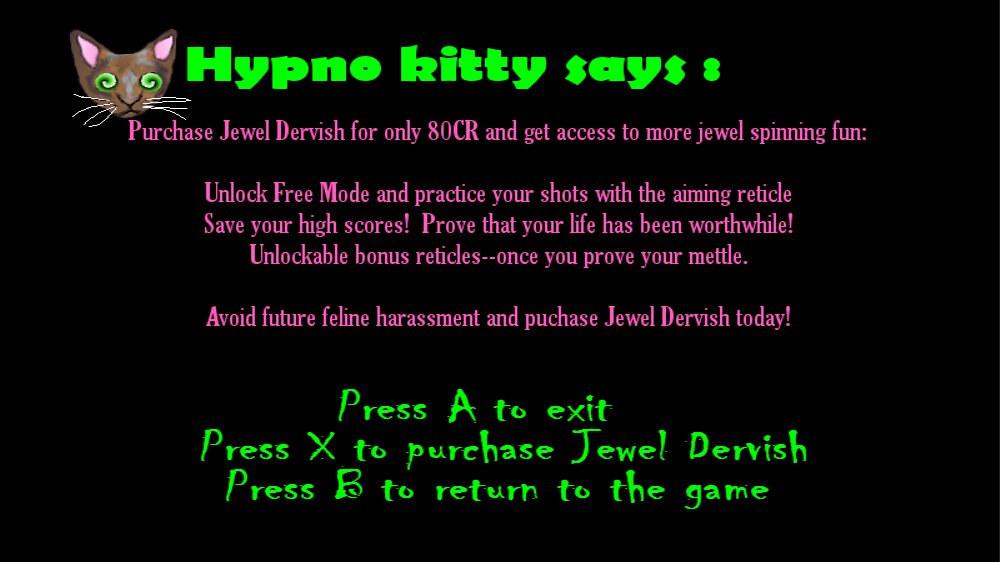 Hypno kitty says :
Purchase Jewel Dervish for only 80CR and get access to more jewel spinning fun:
Unlock Free Mode and practice your shots with the aiming reticle
Save your high scores!  Prove that your life has been worthwhile!
Unlockable bonus reticles--once you prove your mettle.
Avoid future feline harassment and puchase Jewel Dervish today!
Press A to exit
Press X to purchase Jewel Dervish
Press B to return to the game